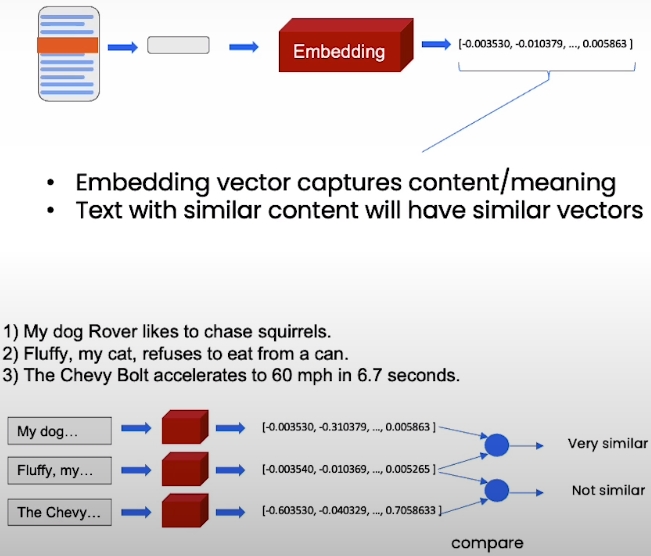 Embedding
[-0.003530, -0.010379, ..., 0.005863 ]
• Embedding vector captures content/meaning
• Text with similar content will have similar vectors
1) My dog Rover likes to chase squirrels.
2) Fluffy, my cat, refuses to eat from a can.
3) The Chevy Bolt accelerates to 60 mph in 6.7 seconds.
My dog...
[-0.003530, -0.310379, ..., 0.005863 ]
Very similar
Fluffy, my...
[-0.003540, -0.010369, ..., 0.005265 ]
Not similar
The Chevy...
[-0.603530, -0.040329, ..., 0.7058633 ]
compare